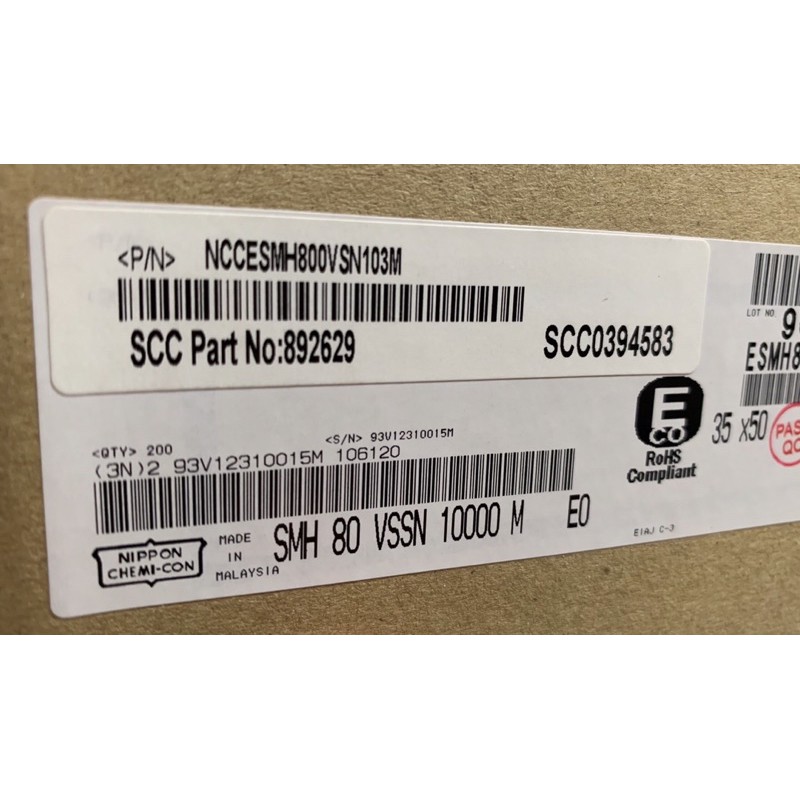 <P/N> NCCESMH800VSN103M
SCC Part No:892629 SCC0394583
LOT NO. 9
ESMH8
E
CO
RoHS
Compliant
35 x50
PAS
QC
<QTY> 200 <S/N> 93V12310015M
(3N)2 93V12310015M 106120
NIPPON
CHEMI-CON
MADE
IN
MALAYSIA
SMH 80 VSSN 10000 M E0
EIAJ C-3